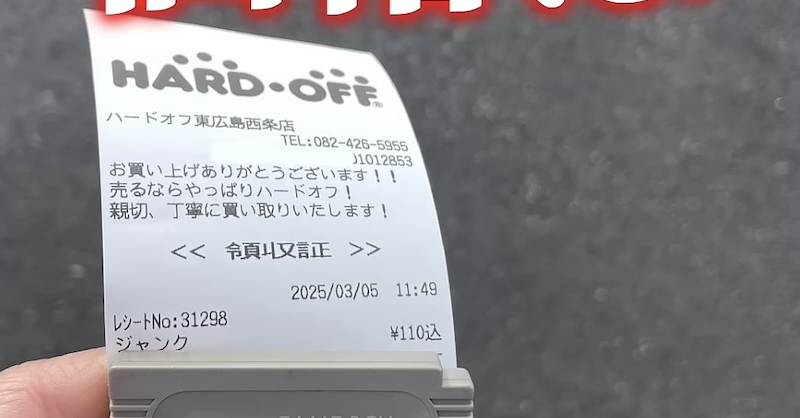 HARD・OFF®
ハードオフ東広島西条店
TEL:082-426-5955
J1012853
お買い上げありがとうございます！！
売るならやっぱりハードオフ！
親切、丁寧に買い取りいたします！
<< 領収証 >>
2025/03/05 11:49
ﾚｼｰﾄNo:31298
ジャンク ¥110込